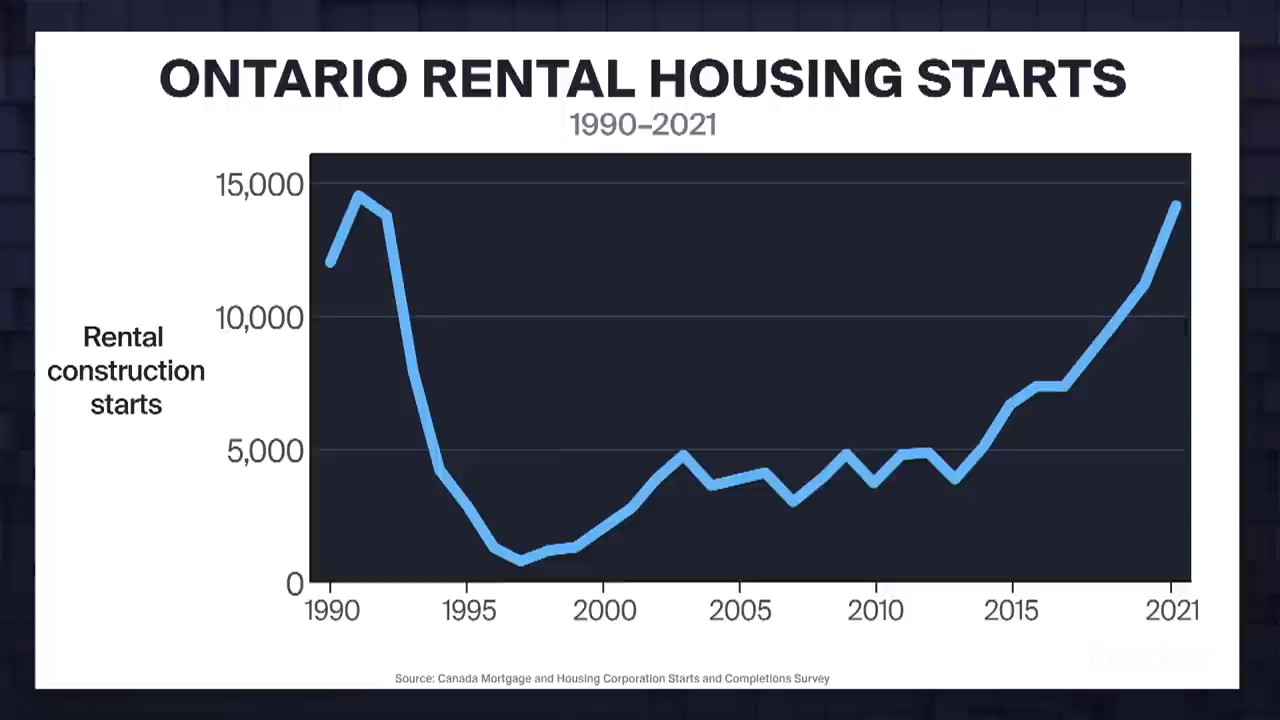 ONTARIO RENTAL HOUSING STARTS
1990–2021
15,000
10,000
Rental
construction
starts
5,000
0
1990 1995 2000 2005 2010 2015 2021
Source: Canada Mortgage and Housing Corporation Starts and Completions Survey